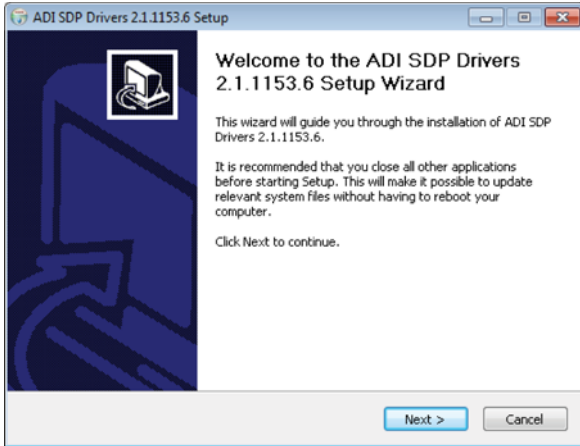 ADI SDP Drivers 2.1.1153.6 Setup
Welcome to the ADI SDP Drivers
2.1.1153.6 Setup Wizard
This wizard will guide you through the installation of ADI SDP
Drivers 2.1.1153.6.
It is recommended that you close all other applications
before starting Setup. This will make it possible to update
relevant system files without having to reboot your
computer.
Click Next to continue.
Next >
Cancel